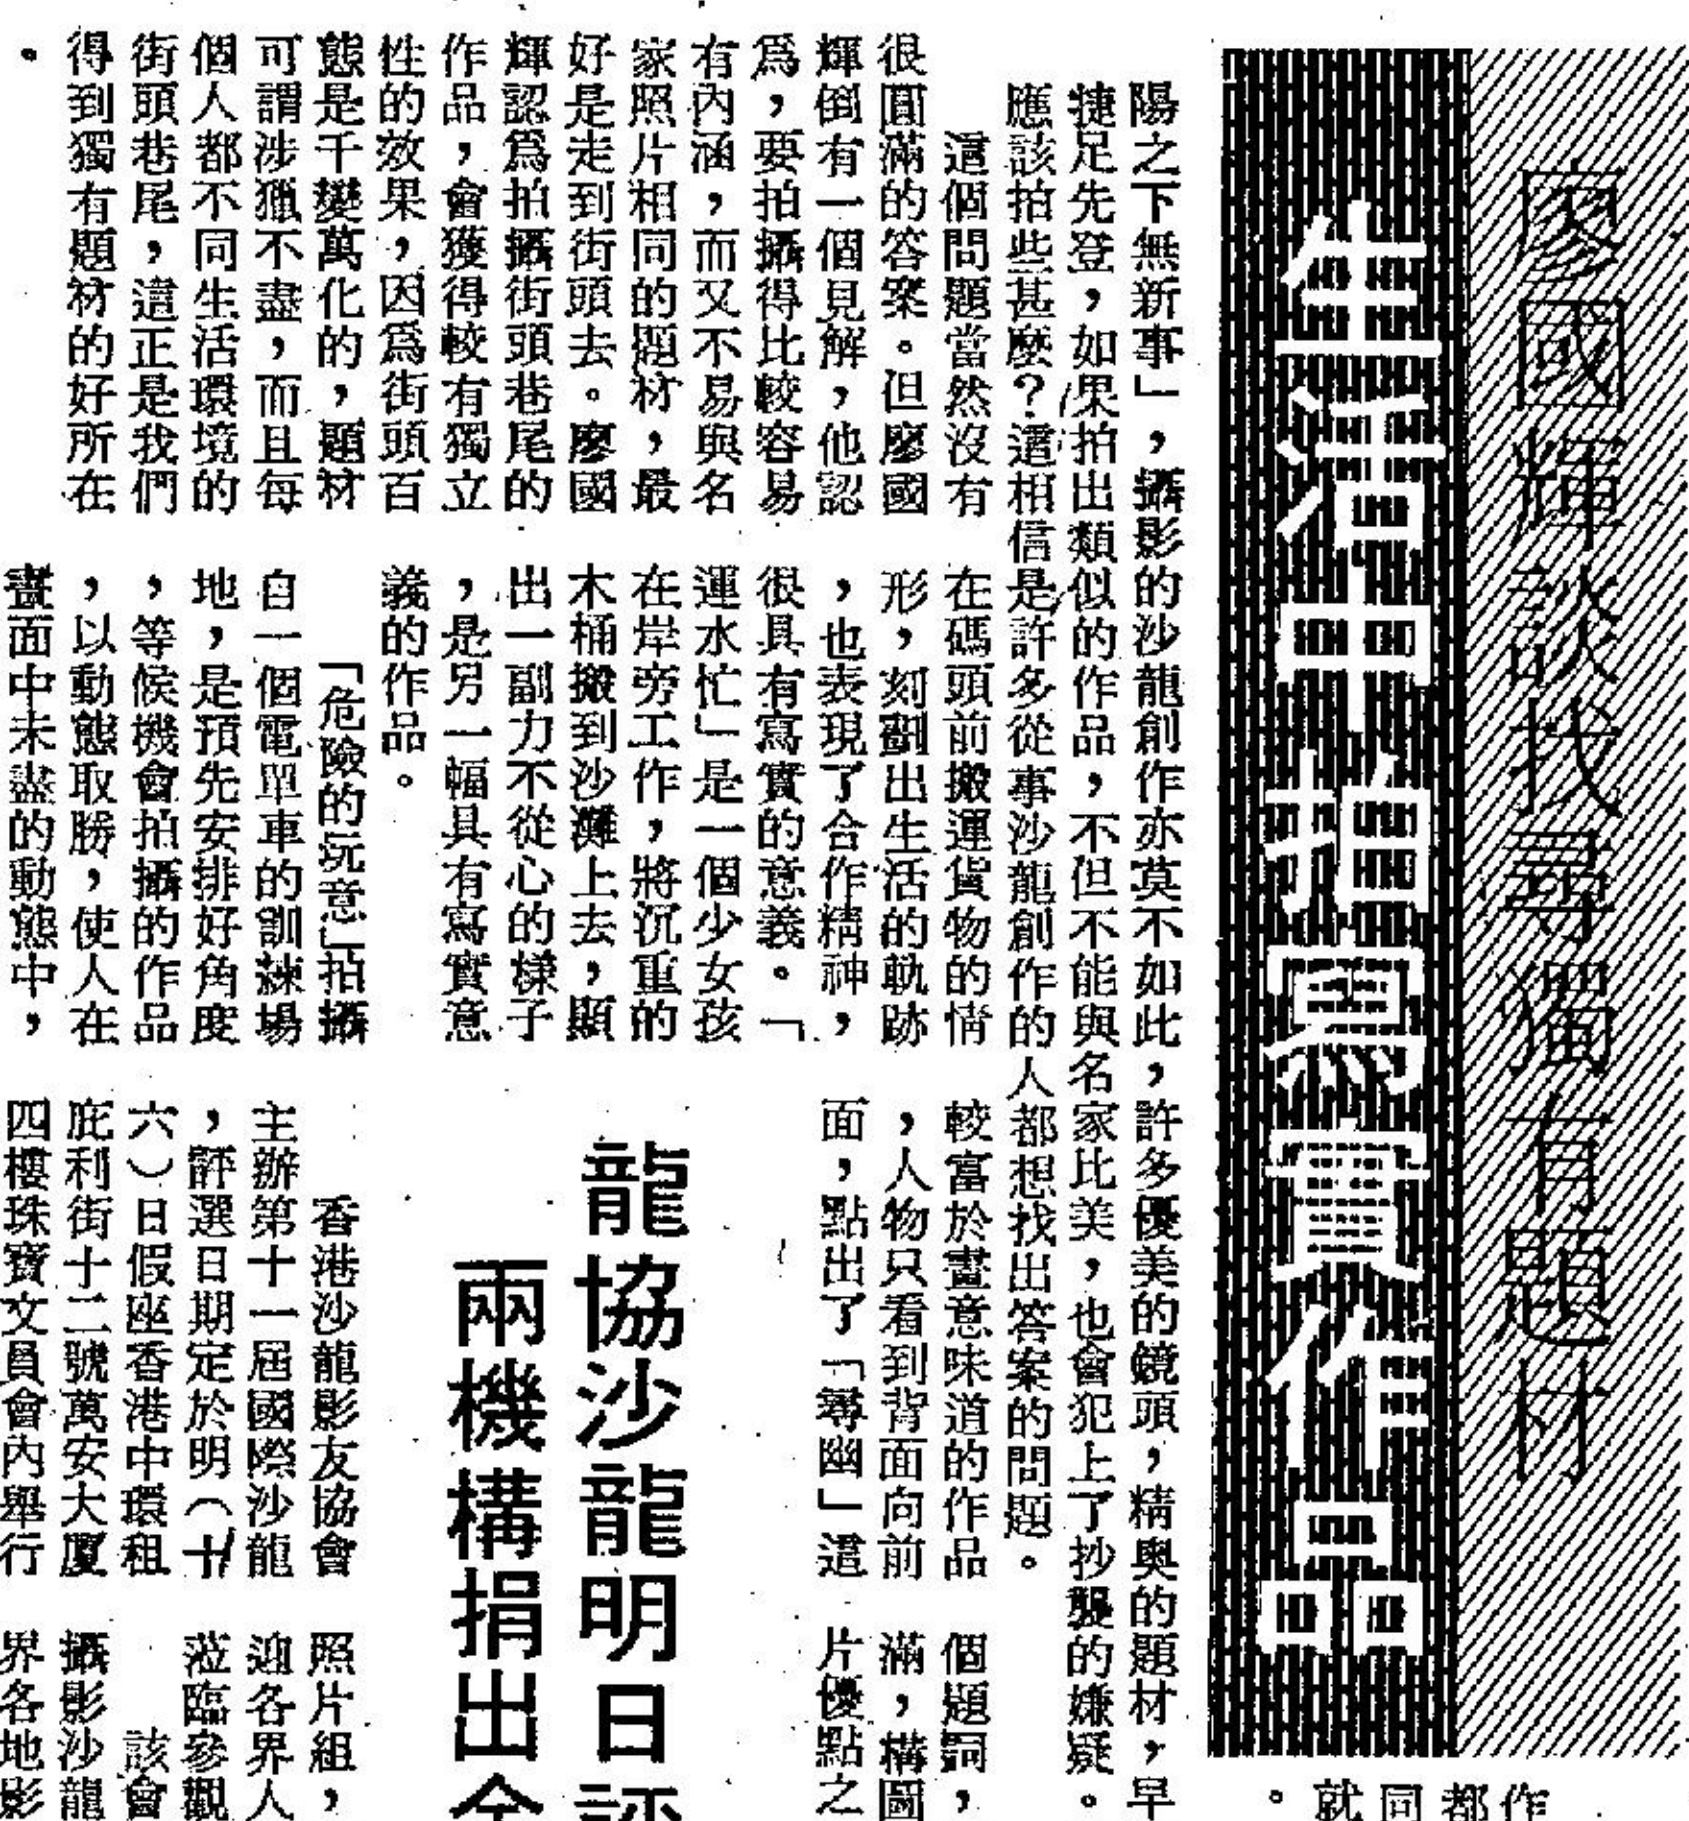 廖國輝談找尋獨有題材
生活中拍寫實作品
陽之下無新事」，攝影的沙龍創作亦莫不如此，許多優美的鏡頭，精奧的題材，早
捷足先登，如果拍出類似的作品，不但不能與名家比美，也會犯上了抄襲的嫌疑。
應該拍些甚麼？這相信是許多從事沙龍創作的人都想找出答案的問題。
這個問題當然沒有
很圓滿的答案。但廖國
輝倒有一個見解，他認
爲，要拍攝得比較容易
有內涵，而又不易與名
家照片相同的題材，最
好是走到街頭去。廖國
輝認爲拍攝街頭巷尾的
作品，會獲得較有獨立
性的效果，因爲街頭百
態是千變萬化的，題材
可謂涉獵不盡，而且每
個人都不同生活環境的
街頭巷尾，這正是我們
得到獨有題材的好所在
。
在碼頭前搬運貨物的情
形，刻劃出生活的軌跡
，也表現了合作精神，
很具有寫實的意義。「
運水忙」是一個少女孩
在岸旁工作，將沉重的
木桶搬到沙灘上去，顯
出一副力不從心的樣子
，是另一幅具有寫實意
義的作品。
「危險的玩意」拍攝
自一個電單車的訓練場
地，是預先安排好角度
，等候機會拍攝的作品
，以動態取勝，使人在
畫面中未盡的動態中，
較富於畫意味道的作品
，人物只看到背面向前
面，點出了「尋幽」這
個題詞，
滿，構圖
片優點之
龍協沙龍明日評
兩機構捐出金
香港沙龍影友協會
主辦第十一屆國際沙龍
，評選日期定於明（十
六）日假座香港中環租
庇利街十二號萬安大廈
四樓珠寶文員會內舉行
照片組，
迎各界人
蒞臨參觀
該會
攝影沙龍
界各地影
作
都
同
就
。